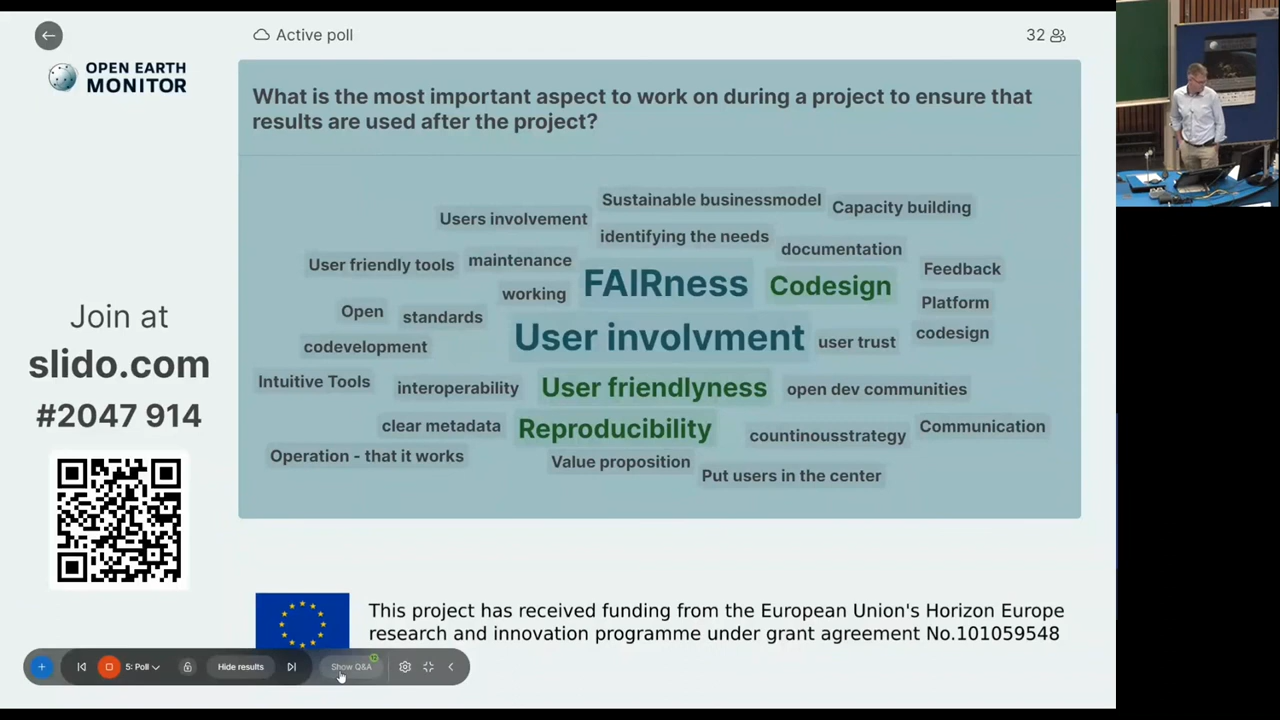 Active poll
32
OPEN EARTH
MONITOR
What is the most important aspect to work on during a project to ensure that
results are used after the project?
Sustainable businessmodel
Capacity building
Users involvement
identifying the needs
documentation
User friendly tools
maintenance
FAIRness
Codesign
Feedback
working
Platform
Open
standards
User involvment
user trust
codesign
codevelopment
Intuitive Tools
interoperability
User friendlyness
open dev communities
clear metadata
Reproducibility
countinousstrategy
Communication
Operation - that it works
Value proposition
Put users in the center
Join at
slido.com
#2047 914
This project has received funding from the European Union's Horizon Europe
research and innovation programme under grant agreement No.101059548
5: Poll
Hide results
Show Q&A